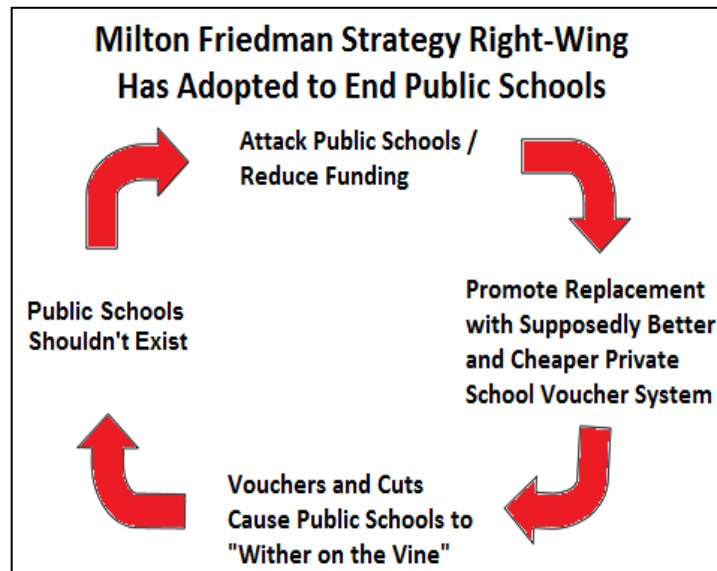 Milton Friedman Strategy Right-Wing
Has Adopted to End Public Schools
Attack Public Schools /
Reduce Funding
Promote Replacement
with Supposedly Better
and Cheaper Private
School Voucher System
Vouchers and Cuts
Cause Public Schools to
"Wither on the Vine"
Public Schools
Shouldn't Exist